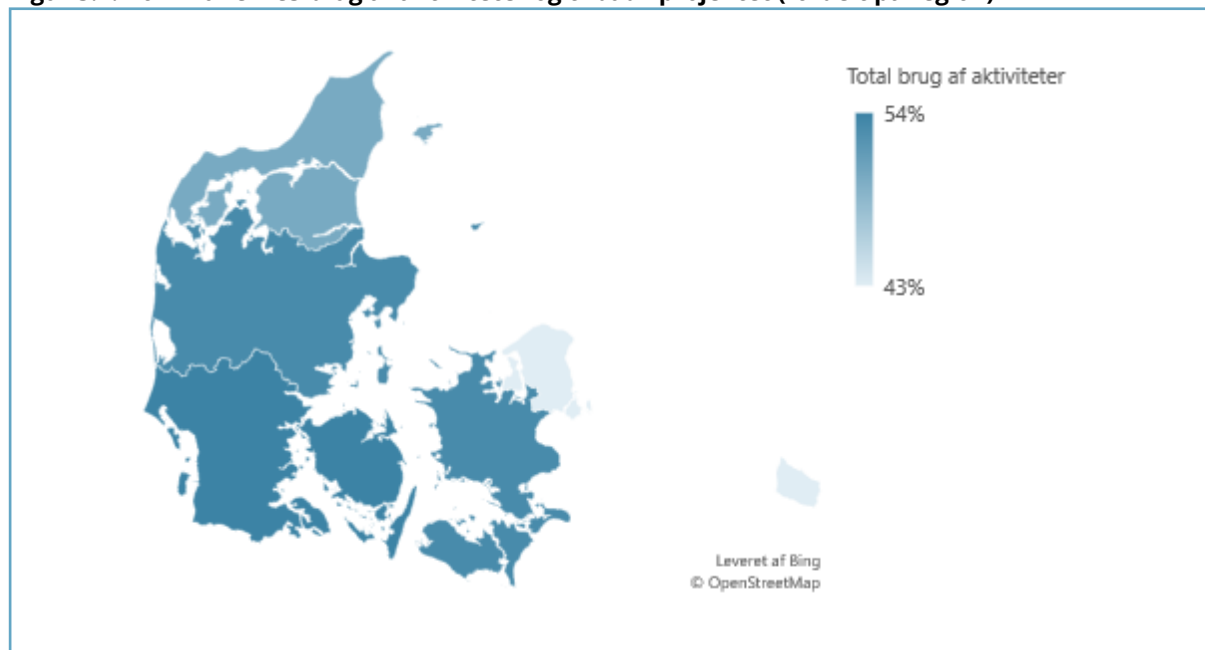 Total brug af aktiviteter
54%
43%
Leveret af Bing
© OpenStreetMap